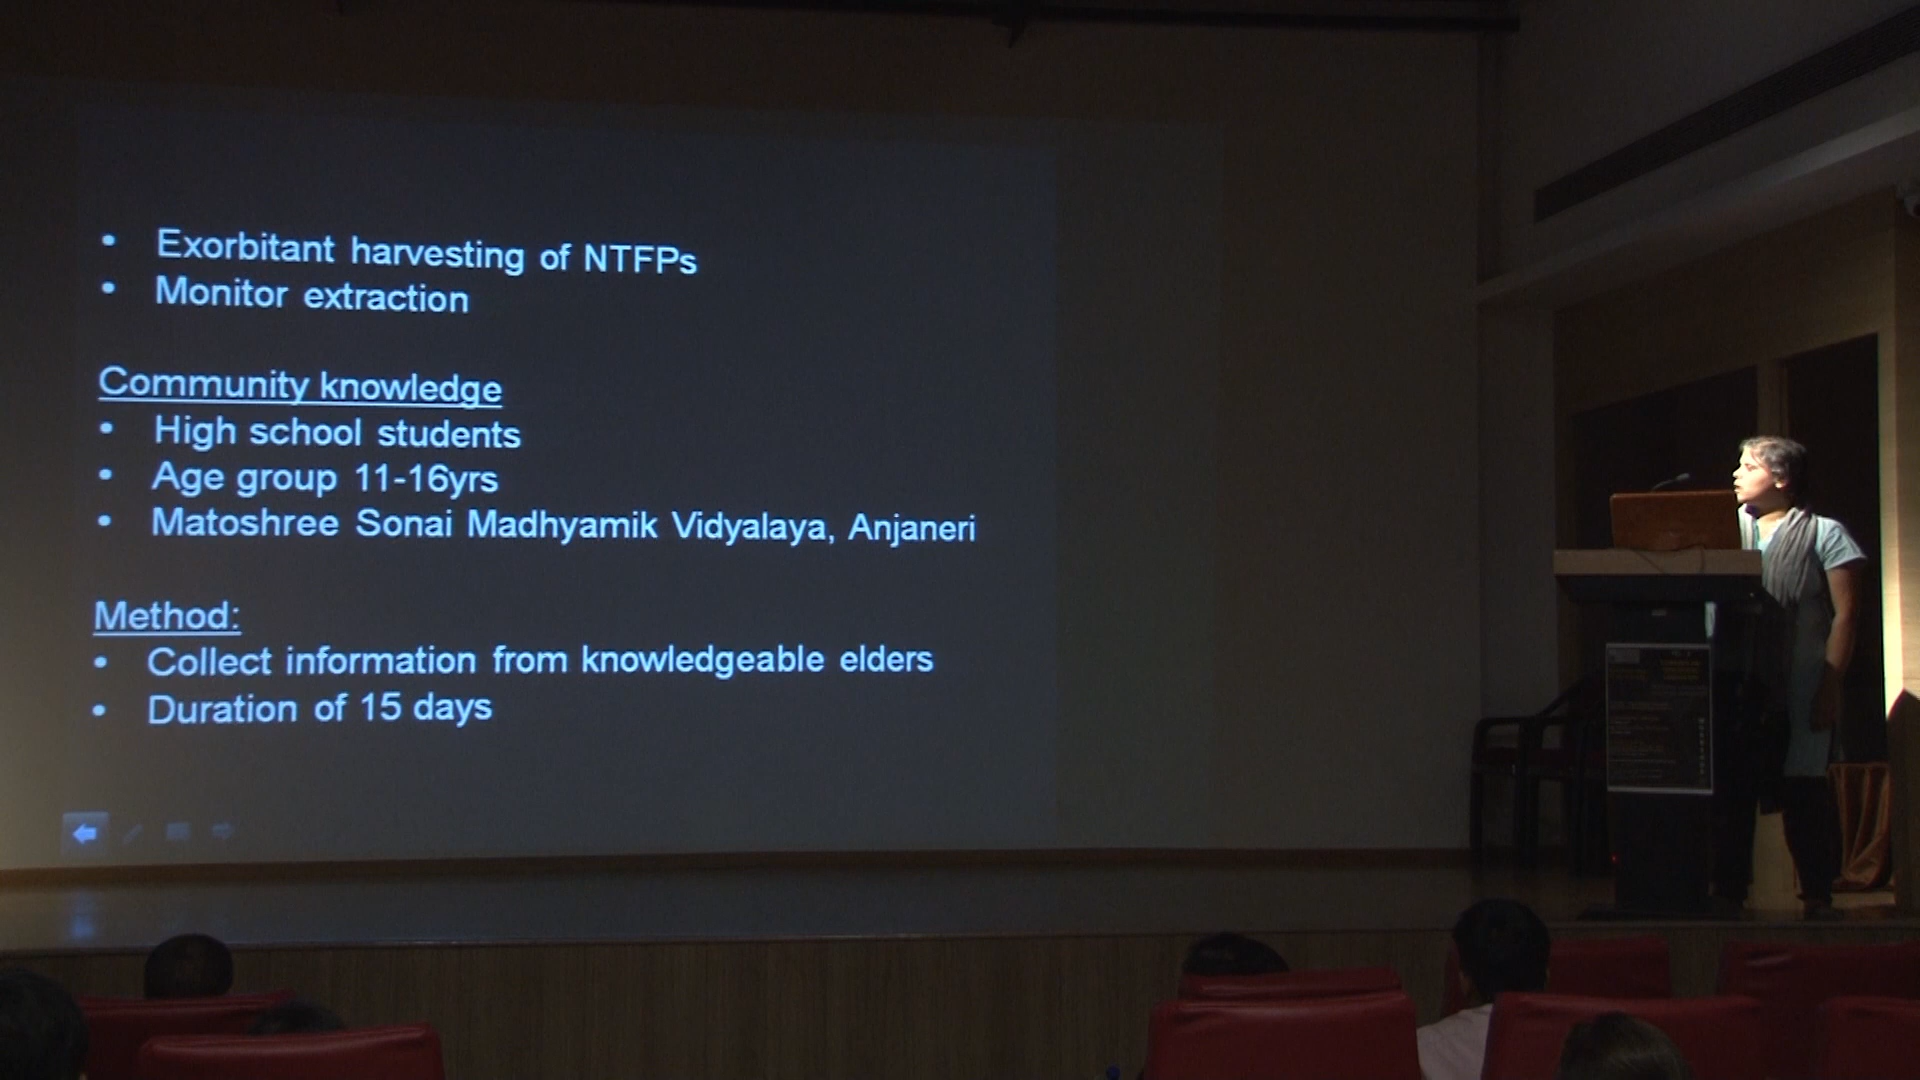 • Exorbitant harvesting of NTFPs
• Monitor extraction
Community knowledge
• High school students
• Age group 11-16yrs
• Matoshree Sonai Madhyamik Vidyalaya, Anjaneri
Method:
• Collect information from knowledgeable elders
• Duration of 15 days